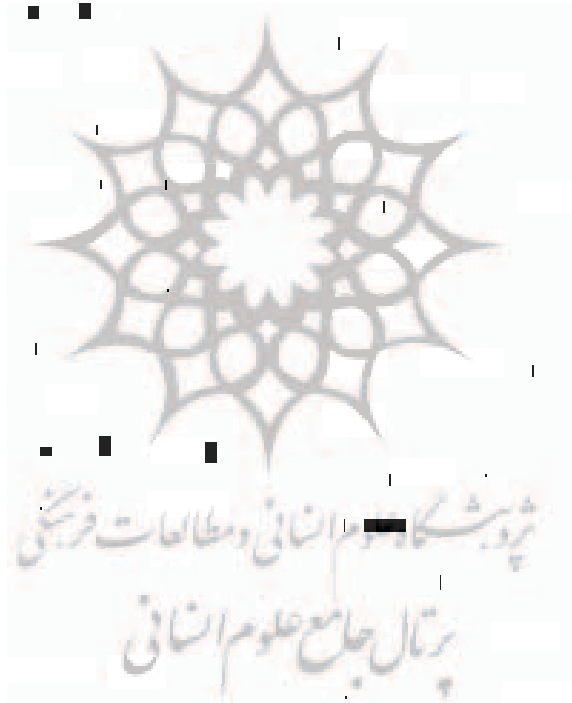 پژوهشگاه علوم انسانی و مطالعات فرهنگی
پرتال جامع علوم انسانی